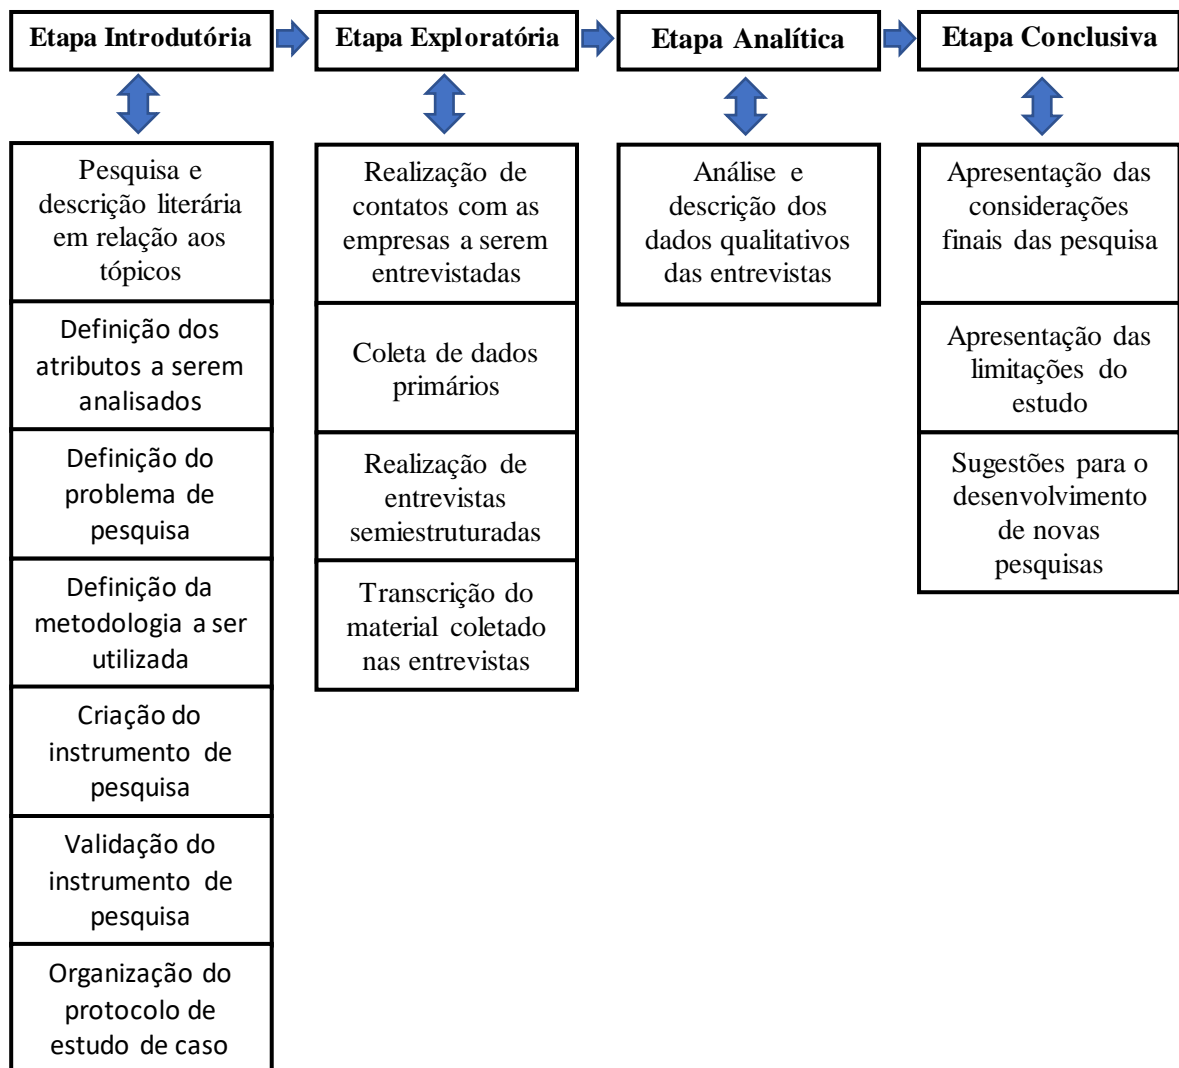 Etapa Introdutória
Etapa Exploratória
Etapa Analítica
Etapa Conclusiva
Pesquisa e
descrição literária
em relação aos
tópicos
Definição dos
atributos a serem
analisados
Definição do
problema de
pesquisa
Definição da
metodologia a ser
utilizada
Criação do
instrumento de
pesquisa
Validação do
instrumento de
pesquisa
Organização do
protocolo de
estudo de caso
Realização de
contatos com as
empresas a serem
entrevistadas
Coleta de dados
primários
Realização de
entrevistas
semiestruturadas
Transcrição do
material coletado
nas entrevistas
Análise e
descrição dos
dados qualitativos
das entrevistas
Apresentação das
considerações
finais das pesquisa
Apresentação das
limitações do
estudo
Sugestões para o
desenvolvimento
de novas
pesquisas